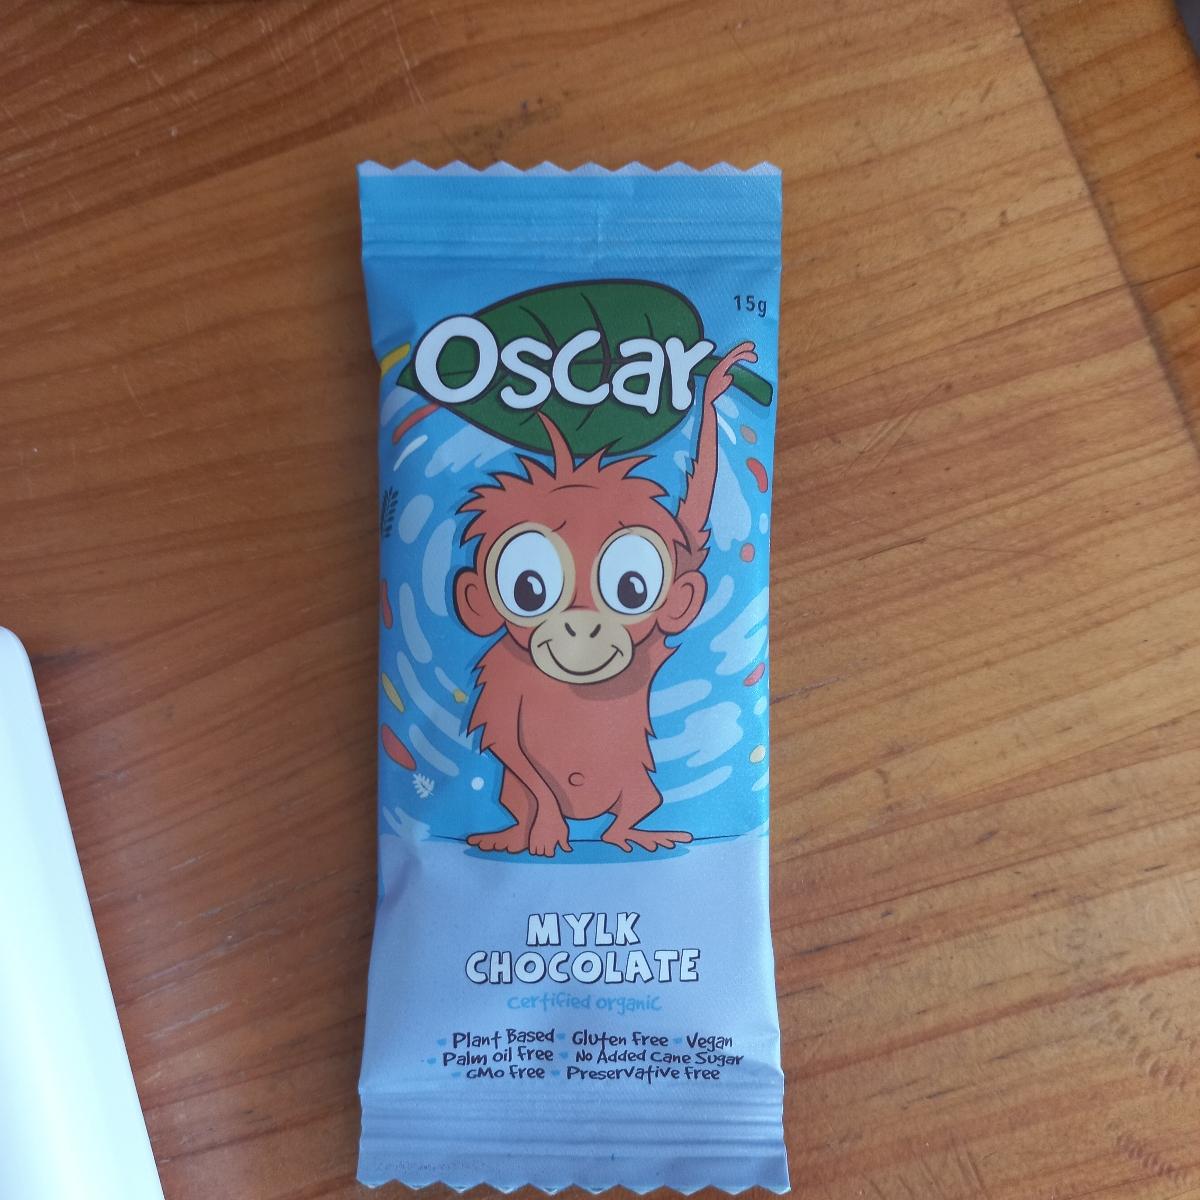 15g
Oscar
MYLK
CHOCOLATE
certified organic
Plant Based Gluten Free Vegan
Palm oil Free No Added Cane Sugar
GMO Free Preservative Free